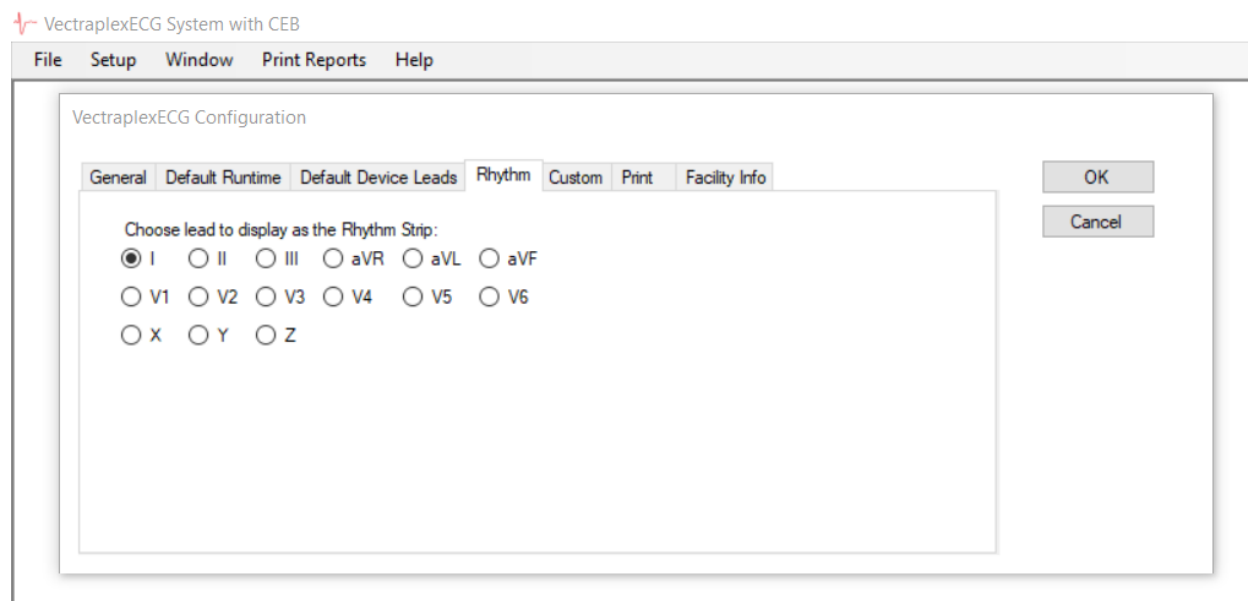 VectraplexECG System with CEB
File Setup Window Print Reports Help
VectraplexECG Configuration
General Default Runtime Default Device Leads Rhythm Custom Print Facility Info
OK
Cancel
Choose lead to display as the Rhythm Strip:
I II III aVR aVL aVF
V1 V2 V3 V4 V5 V6
X Y Z